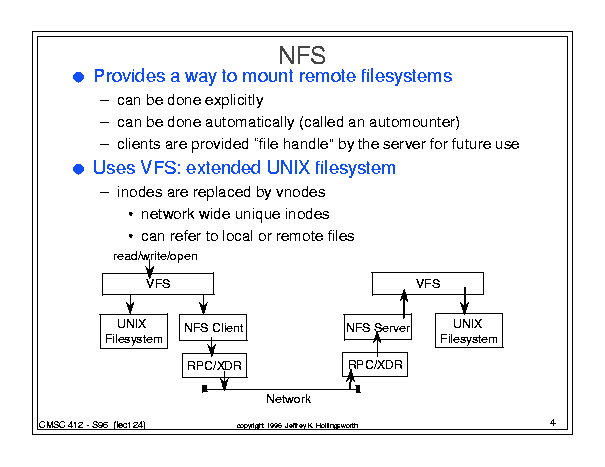 NFS
● Provides a way to mount remote filesystems
– can be done explicitly
– can be done automatically (called an automounter)
– clients are provided "file handle" by the server for future use
● Uses VFS: extended UNIX filesystem
– inodes are replaced by vnodes
• network wide unique inodes
• can refer to local or remote files
read/write/open
VFS VFS
UNIX Filesystem
NFS Client
NFS Server
UNIX Filesystem
RPC/XDR RPC/XDR
Network
CMSC 412 - S96 (lect 24)
copyright 1996 Jeffrey K. Hollingsworth
4